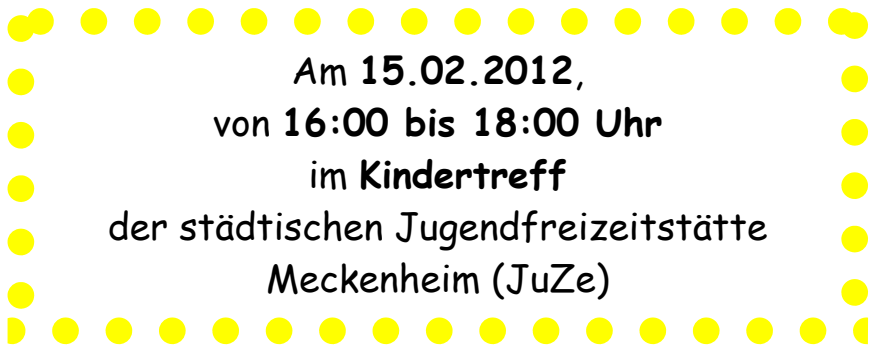 Am 15.02.2012,
von 16:00 bis 18:00 Uhr
im Kindertreff
der städtischen Jugendfreizeitstätte
Meckenheim (JuZe)